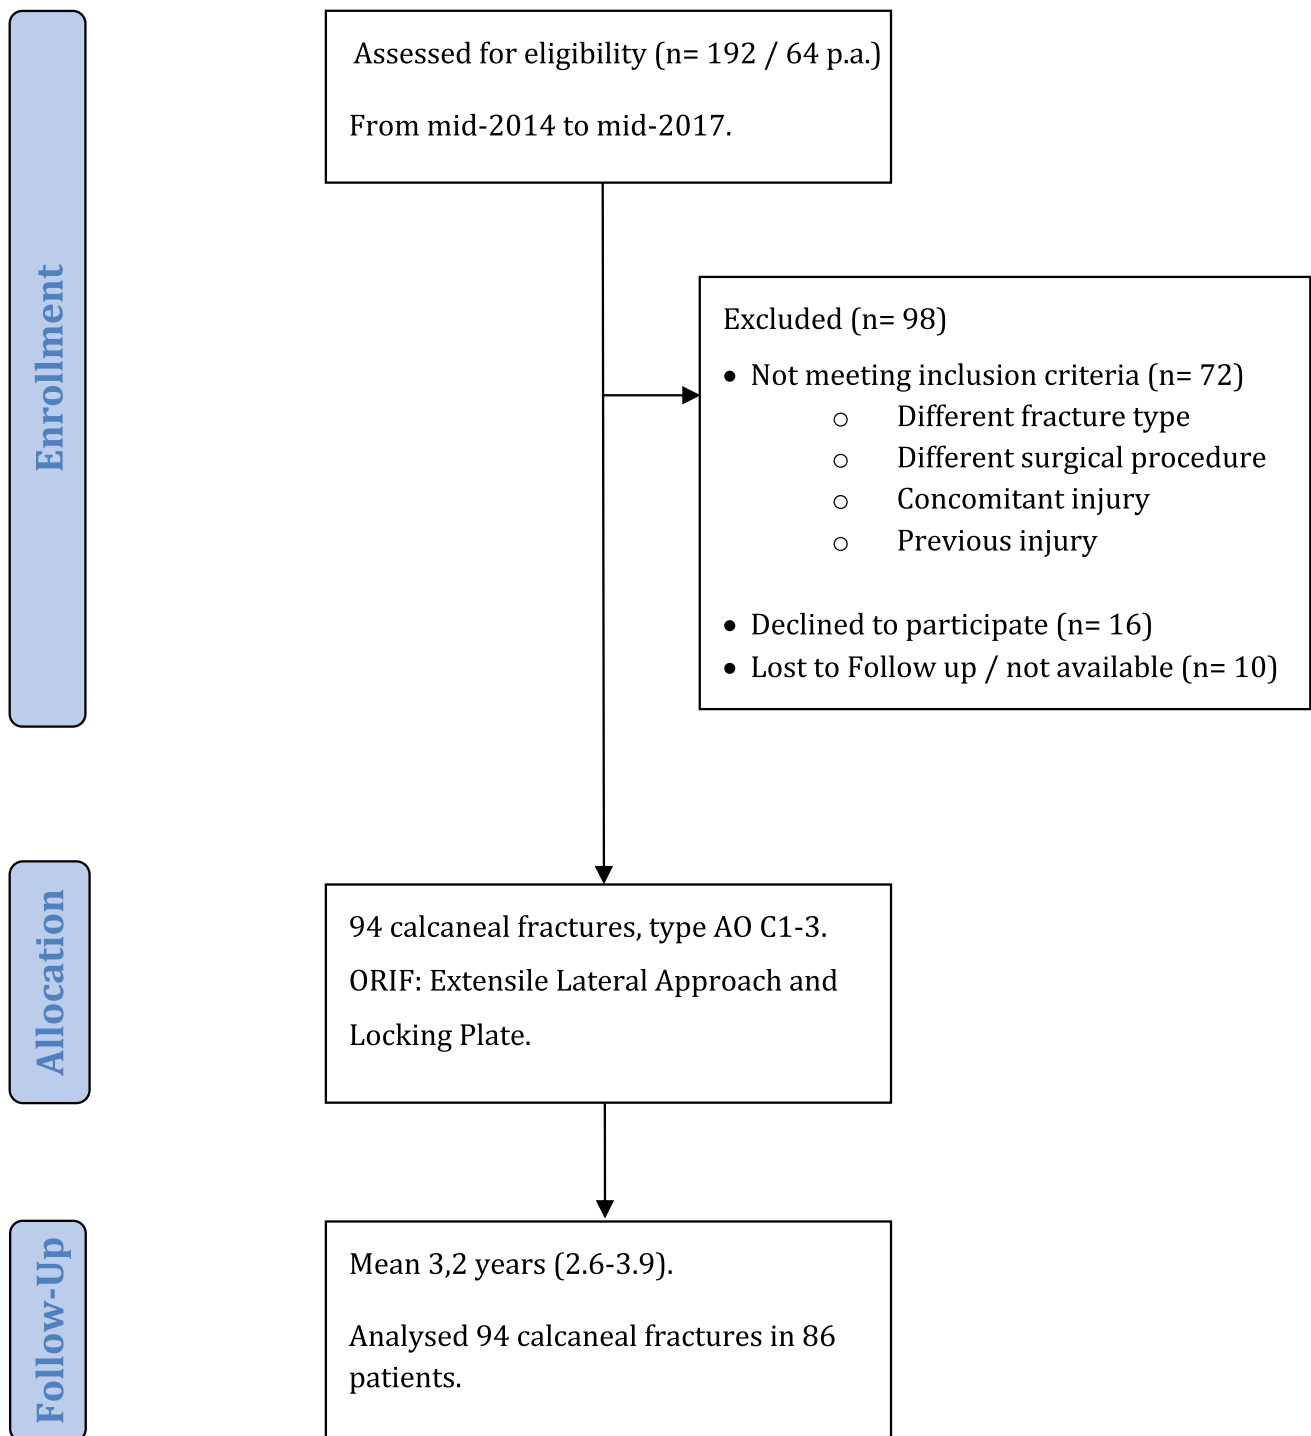 Enrollment
Assessed for eligibility (n= 192 / 64 p.a.)
From mid-2014 to mid-2017.
Excluded (n= 98)
• Not meeting inclusion criteria (n= 72)
○ Different fracture type
○ Different surgical procedure
○ Concomitant injury
○ Previous injury
• Declined to participate (n= 16)
• Lost to Follow up / not available (n= 10)
Allocation
94 calcaneal fractures, type AO C1-3.
ORIF: Extensile Lateral Approach and
Locking Plate.
Follow-Up
Mean 3,2 years (2.6-3.9).
Analysed 94 calcaneal fractures in 86
patients.